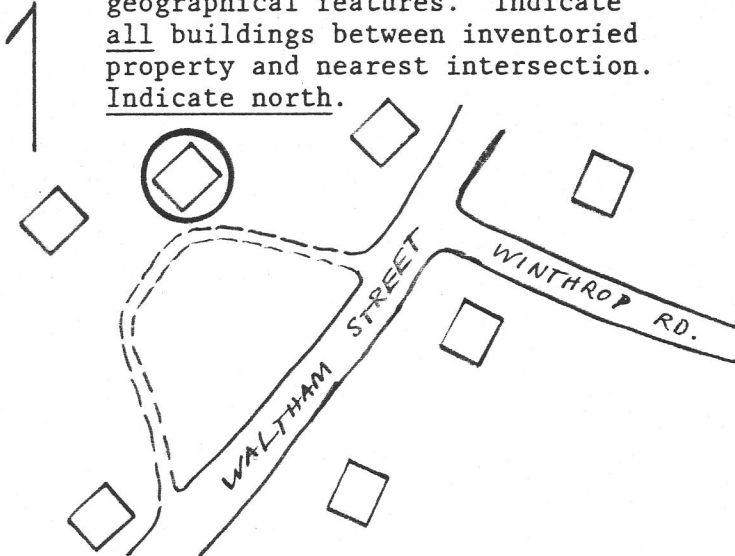 geographical features. Indicate
all buildings between inventoried
property and nearest intersection.
Indicate north.
WINTHROP RD.
WALTHAM STREET